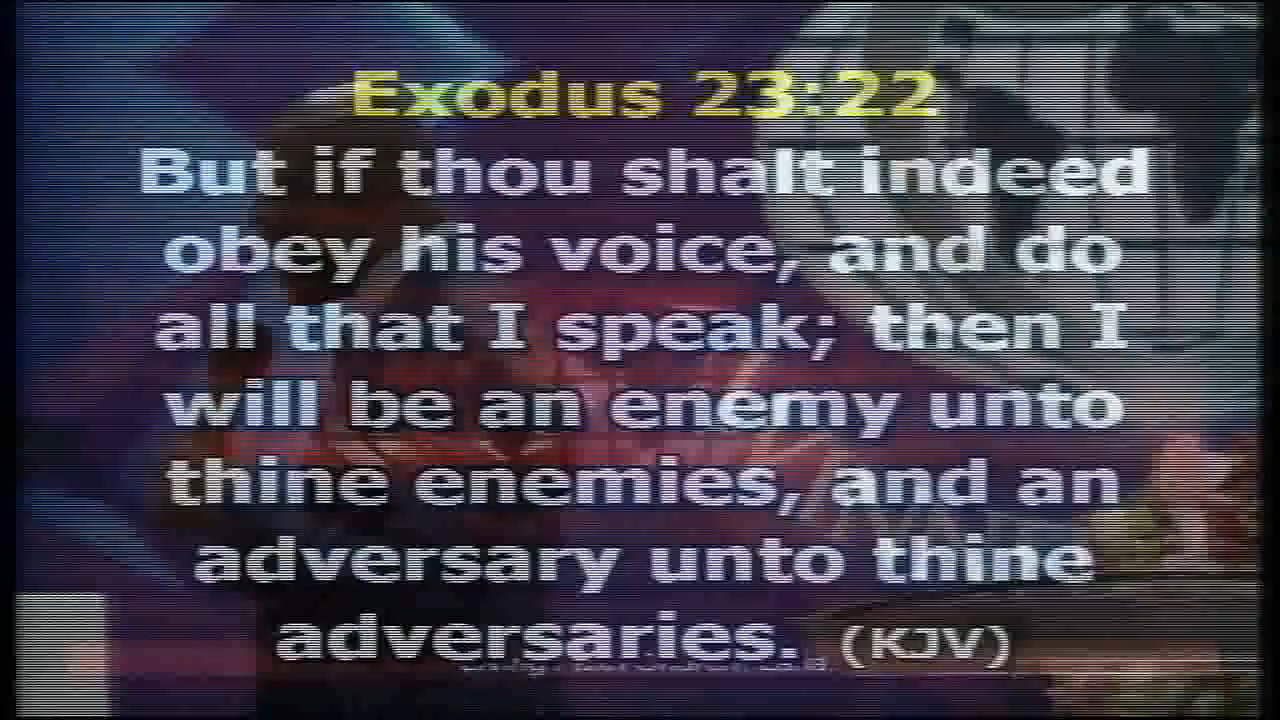 Exodus 23:22
But if thou shalt indeed
obey his voice, and do
all that I speak; then I
will be an enemy unto
thine enemies, and an
adversary unto thine
adversaries. (KJV)